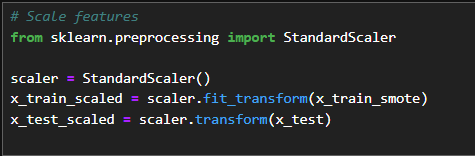 # Scale features
from sklearn.preprocessing import StandardScaler
scaler = StandardScaler()
x_train_scaled = scaler.fit_transform(x_train_smote)
x_test_scaled = scaler.transform(x_test)